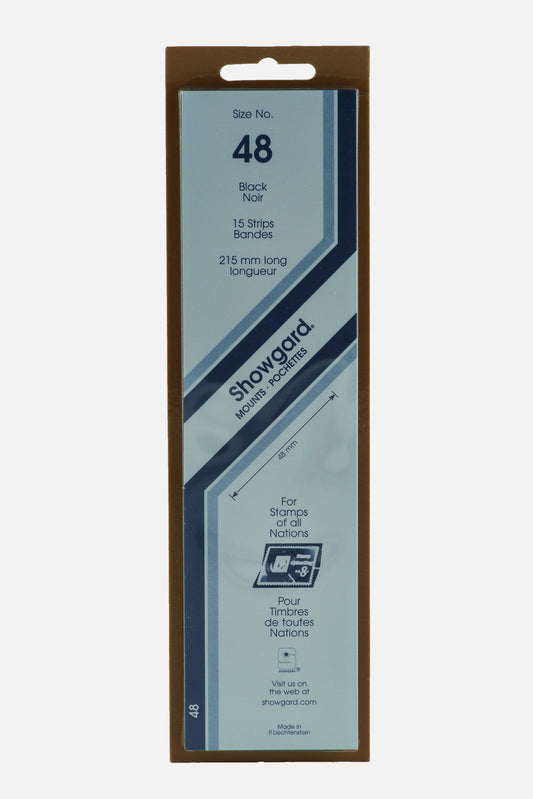 Size No.
48
Black
Noir
15 Strips
Bandes
215 mm long
longueur
Showgard®
MOUNTS - POCHETTES
48 mm
For
Stamps
of all
Nations
Pour
Timbres
de toutes
Nations
Visit us on
the web at
showgard.com
48
Made in
P. Liechtenstein